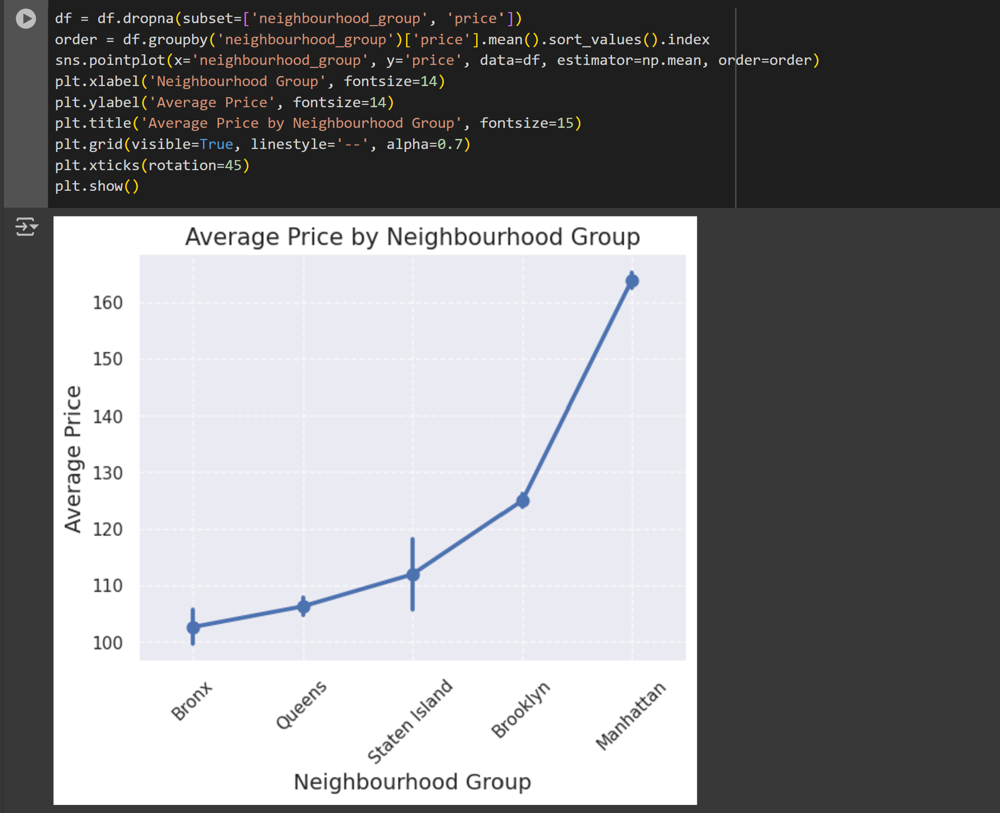 df = df.dropna(subset=['neighbourhood_group', 'price'])
order = df.groupby('neighbourhood_group')['price'].mean().sort_values().index
sns.pointplot(x='neighbourhood_group', y='price', data=df, estimator=np.mean, order=order)
plt.xlabel('Neighbourhood Group', fontsize=14)
plt.ylabel('Average Price', fontsize=14)
plt.title('Average Price by Neighbourhood Group', fontsize=15)
plt.grid(visible=True, linestyle='--', alpha=0.7)
plt.xticks(rotation=45)
plt.show()
Average Price by Neighbourhood Group
Average Price
160
150
140
130
120
110
100
Bronx
Queens
Staten Island
Brooklyn
Manhattan
Neighbourhood Group